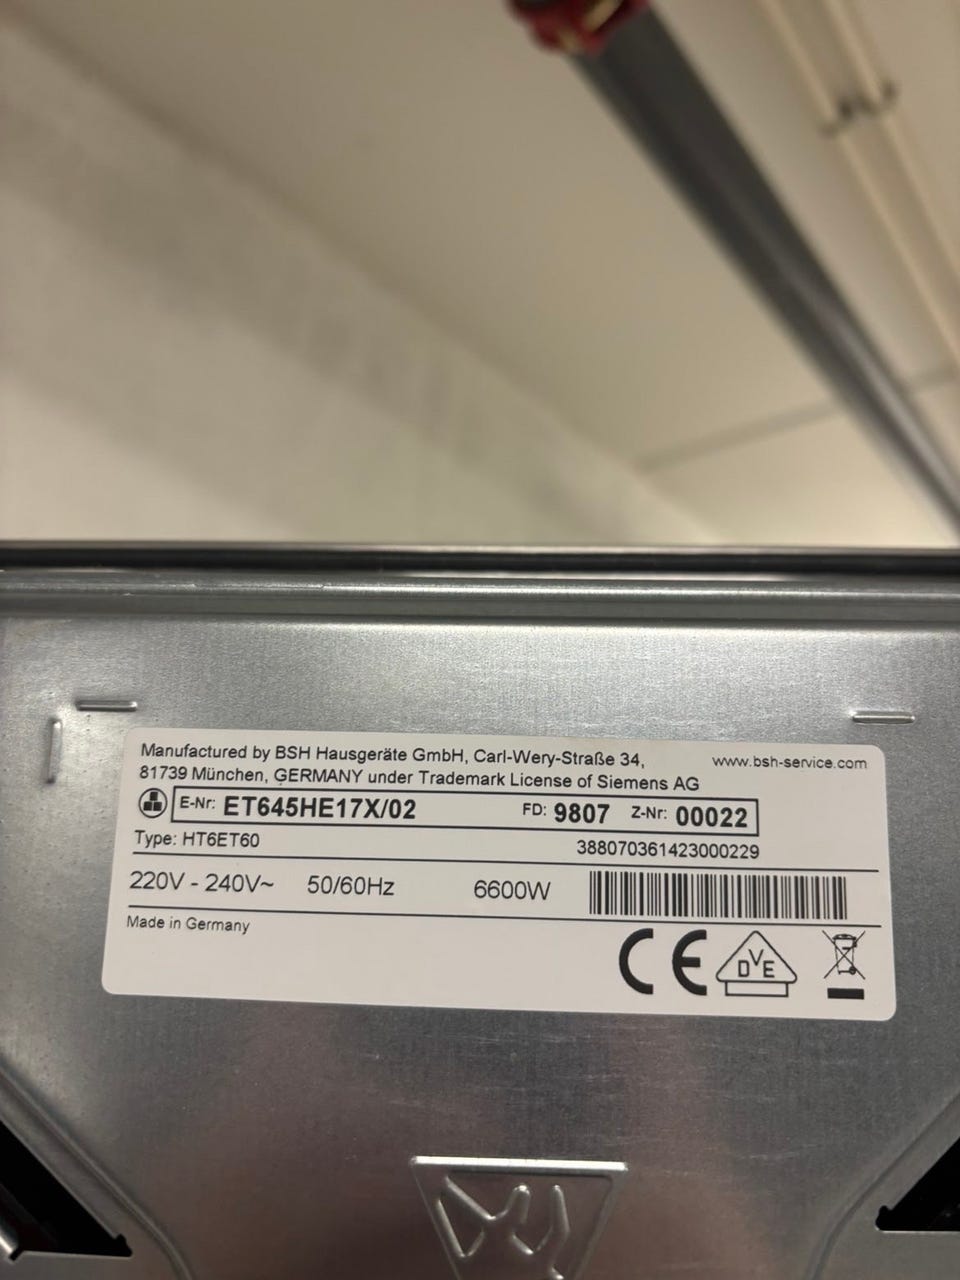 Manufactured by BSH Hausgeräte GmbH, Carl-Wery-Straße 34,
www.bsh-service.com
81739 München, GERMANY under Trademark License of Siemens AG
E-Nr: ET645HE17X/02 FD: 9807 Z-Nr: 00022
Type: HT6ET60 388070361423000229
220V - 240V~ 50/60Hz 6600W
Made in Germany
CE DVE